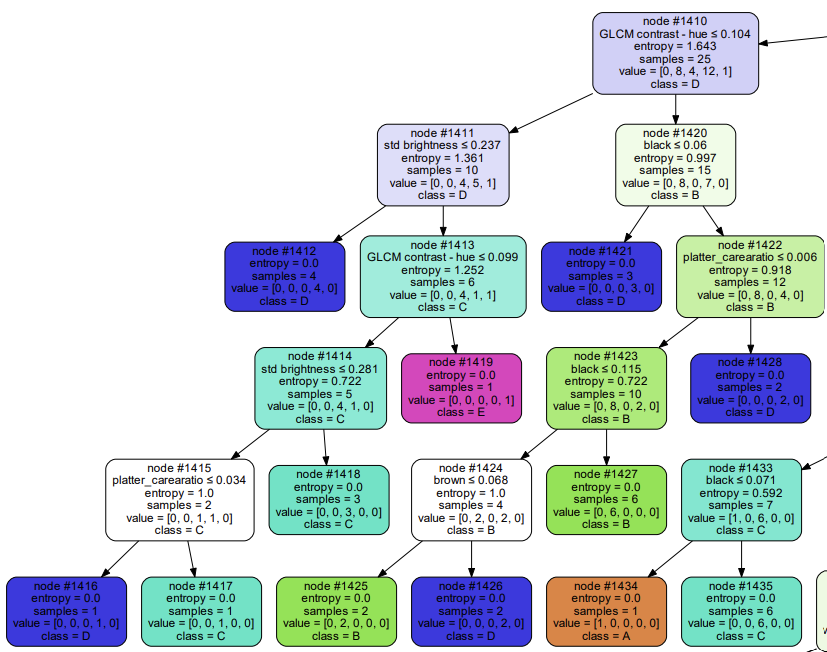 node #1410
GLCM contrast - hue ≤ 0.104
entropy = 1.643
samples = 25
value = [0, 8, 4, 12, 1]
class = D
node #1411
std brightness ≤ 0.237
entropy = 1.361
samples = 10
value = [0, 0, 4, 5, 1]
class = D
node #1420
black ≤ 0.06
entropy = 0.997
samples = 15
value = [0, 8, 0, 7, 0]
class = B
node #1412
entropy = 0.0
samples = 4
value = [0, 0, 0, 4, 0]
class = D
node #1413
GLCM contrast - hue ≤ 0.099
entropy = 1.252
samples = 6
value = [0, 0, 4, 1, 1]
class = C
node #1421
entropy = 0.0
samples = 3
value = [0, 0, 0, 3, 0]
class = D
node #1422
platter_carearatio ≤ 0.006
entropy = 0.918
samples = 12
value = [0, 8, 0, 4, 0]
class = B
node #1414
std brightness ≤ 0.281
entropy = 0.722
samples = 5
value = [0, 0, 4, 1, 0]
class = C
node #1419
entropy = 0.0
samples = 1
value = [0, 0, 0, 0, 1]
class = E
node #1423
black ≤ 0.115
entropy = 0.722
samples = 10
value = [0, 8, 0, 2, 0]
class = B
node #1428
entropy = 0.0
samples = 2
value = [0, 0, 0, 2, 0]
class = D
node #1415
platter_carearatio ≤ 0.034
entropy = 1.0
samples = 2
value = [0, 0, 1, 1, 0]
class = C
node #1418
entropy = 0.0
samples = 3
value = [0, 0, 3, 0, 0]
class = C
node #1424
brown ≤ 0.068
entropy = 1.0
samples = 4
value = [0, 2, 0, 2, 0]
class = B
node #1427
entropy = 0.0
samples = 6
value = [0, 6, 0, 0, 0]
class = B
node #1433
black ≤ 0.071
entropy = 0.592
samples = 7
value = [1, 0, 6, 0, 0]
class = C
node #1416
entropy = 0.0
samples = 1
value = [0, 0, 0, 1, 0]
class = D
node #1417
entropy = 0.0
samples = 1
value = [0, 0, 1, 0, 0]
class = C
node #1425
entropy = 0.0
samples = 2
value = [0, 2, 0, 0, 0]
class = B
node #1426
entropy = 0.0
samples = 2
value = [0, 0, 0, 2, 0]
class = D
node #1434
entropy = 0.0
samples = 1
value = [1, 0, 0, 0, 0]
class = A
node #1435
entropy = 0.0
samples = 6
value = [0, 0, 6, 0, 0]
class = C